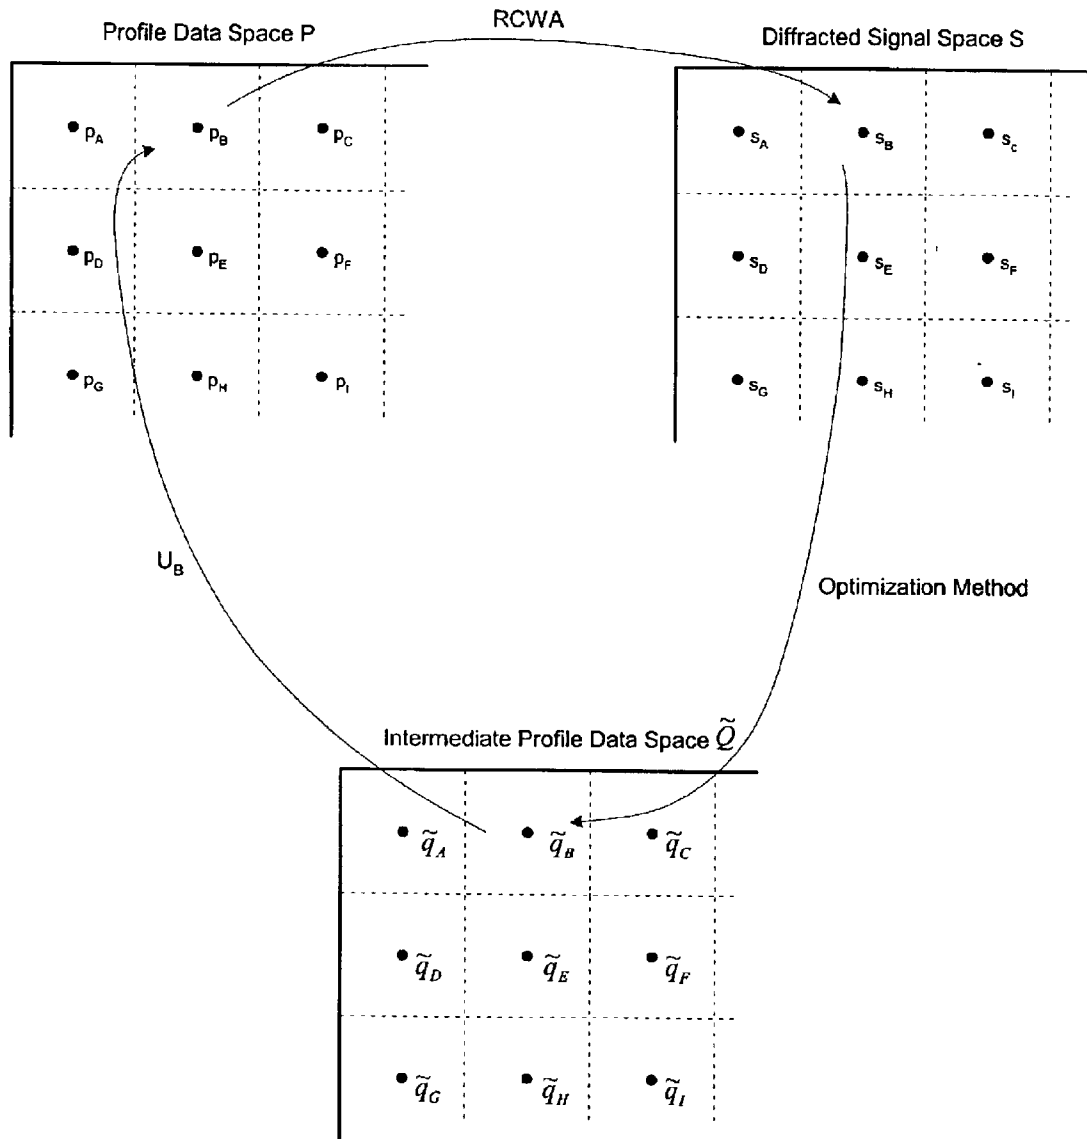 RCWA
Profile Data Space P
Diffracted Signal Space S
p_A p_B p_C
s_A s_B s_c
p_D p_E p_F
s_D s_E s_F
p_G p_H p_I
s_G s_H s_I
U_B
Optimization Method
Intermediate Profile Data Space Q̃
q̃_A q̃_B q̃_C
q̃_D q̃_E q̃_F
q̃_G q̃_H q̃_I